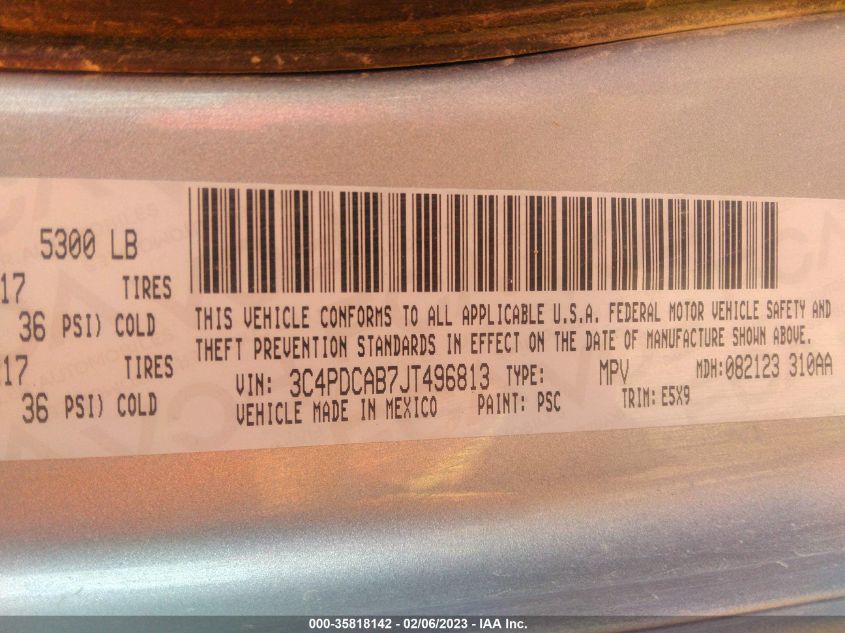 5300 LB
17 TIRES
36 PSI) COLD
17 TIRES
36 PSI) COLD
THIS VEHICLE CONFORMS TO ALL APPLICABLE U.S.A. FEDERAL MOTOR VEHICLE SAFETY AND
THEFT PREVENTION STANDARDS IN EFFECT ON THE DATE OF MANUFACTURE SHOWN ABOVE.
VIN: 3C4PDCAB7JT496813 TYPE: MPV MDH:082123 310AA
VEHICLE MADE IN MEXICO PAINT: PSC TRIM: E5X9
000-35818142 - 02/06/2023 - © IAA Inc.